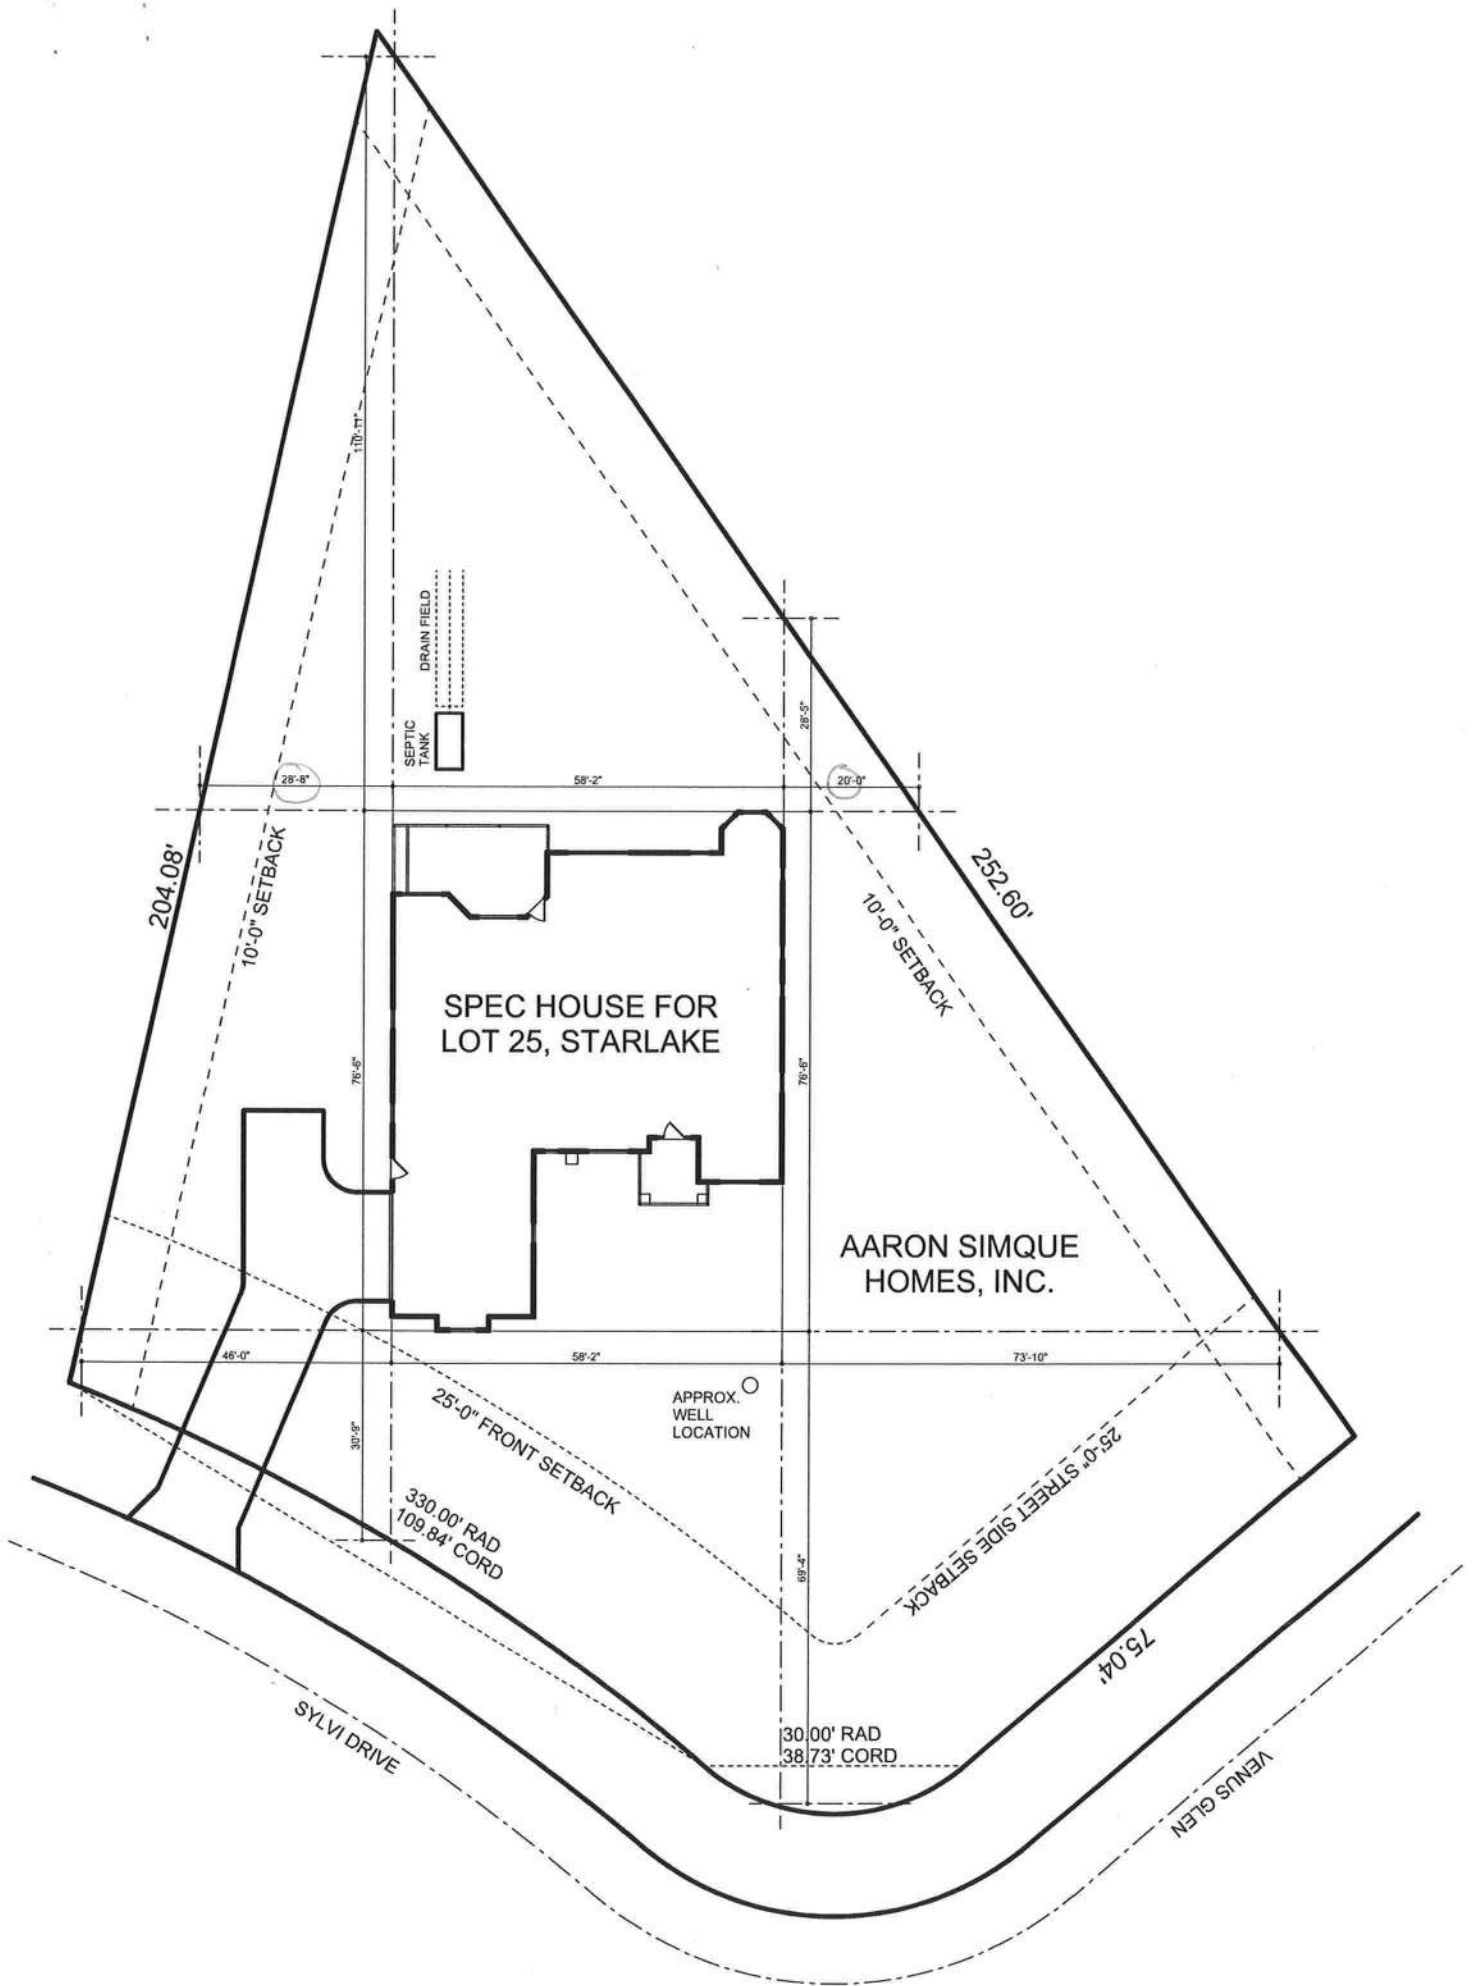 110'-11"
DRAIN FIELD
SEPTIC
TANK
28'-5"
28'-8"
58'-2"
20'-0"
204.08'
10'-0" SETBACK
252.60'
10'-0" SETBACK
SPEC HOUSE FOR
LOT 25, STARLAKE
76'-6"
76'-6"
AARON SIMQUE
HOMES, INC.
46'-0"
58'-2"
73'-10"
APPROX.
WELL
LOCATION
30'-9"
25'-0" FRONT SETBACK
25'-0" STREET SIDE SETBACK
330.00' RAD
109.84' CORD
69'-4"
75.04'
30.00' RAD
38.73' CORD
SYLVI DRIVE
VENUS GLEN